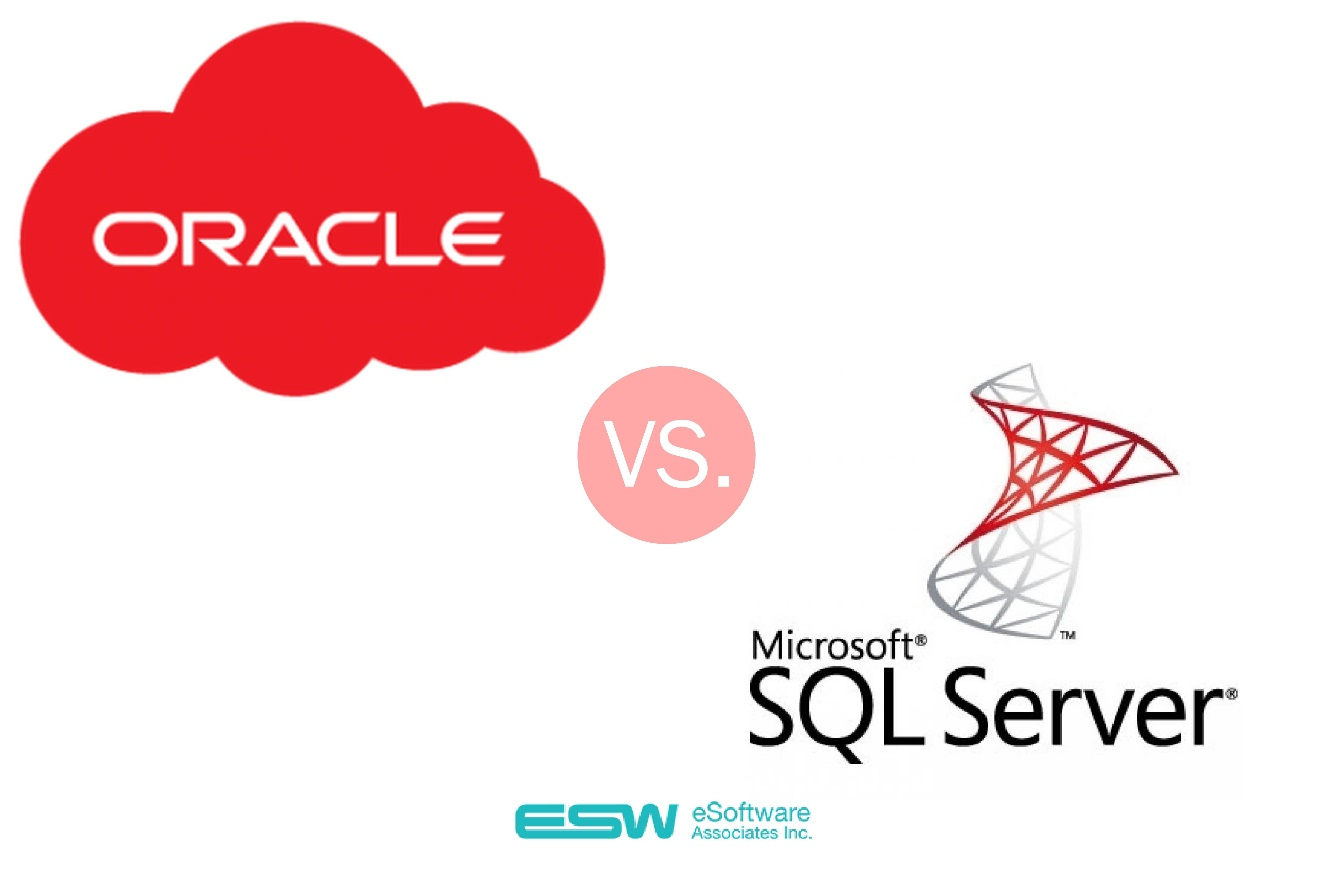 ORACLE
VS.
TM
Microsoft®
SQL Server®
ESW
eSoftware
Associates Inc.